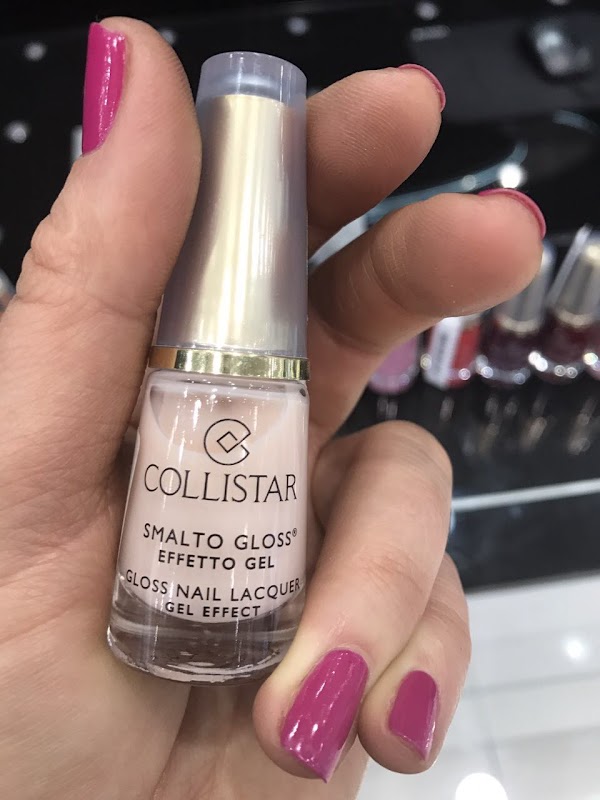 COLLISTAR
SMALTO GLOSS®
EFFETTO GEL
GLOSS NAIL LACQUER
GEL EFFECT